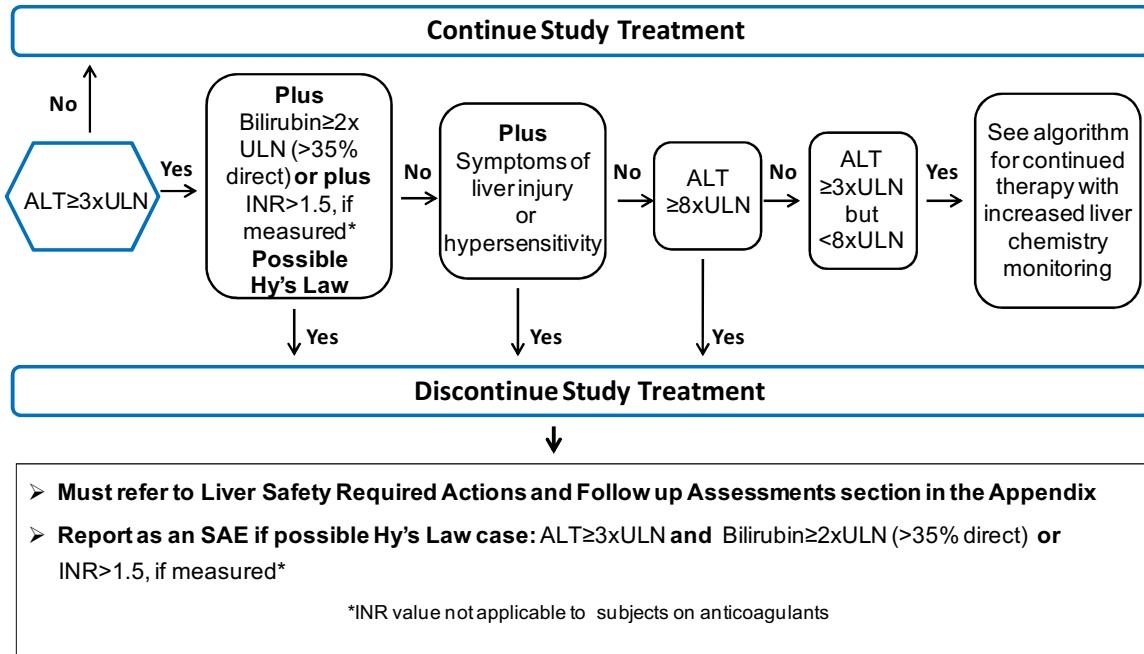 Continue Study Treatment
No
ALT≥3xULN
Yes
Plus
Bilirubin≥2x
ULN (>35%
direct) or plus
INR>1.5, if
measured*
Possible
Hy's Law
No
Plus
Symptoms of
liver injury
or
hypersensitivity
No
ALT
≥8xULN
No
ALT
≥3xULN
but
<8xULN
Yes
See algorithm
for continued
therapy with
increased liver
chemistry
monitoring
Yes
Yes
Yes
Discontinue Study Treatment
➢ Must refer to Liver Safety Required Actions and Follow up Assessments section in the Appendix
➢ Report as an SAE if possible Hy's Law case: ALT≥3xULN and Bilirubin≥2xULN (>35% direct) or
INR>1.5, if measured*
*INR value not applicable to subjects on anticoagulants